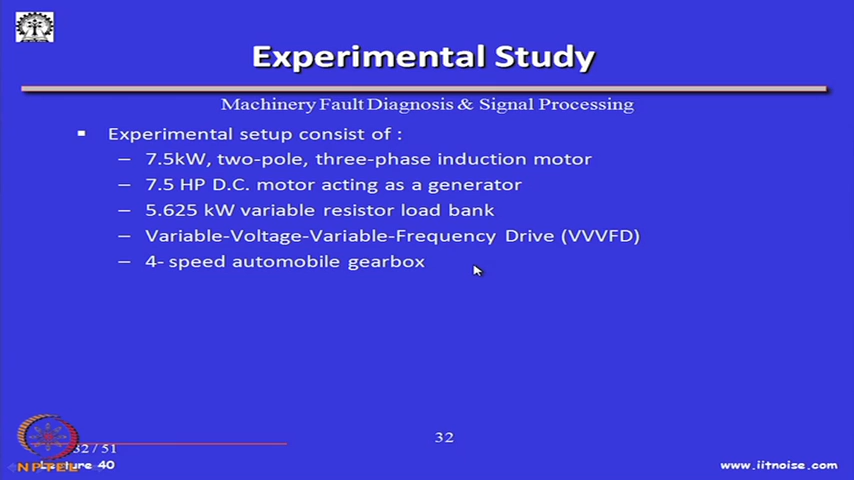 Experimental Study
Machinery Fault Diagnosis & Signal Processing
▪ Experimental setup consist of :
– 7.5kW, two-pole, three-phase induction motor
– 7.5 HP D.C. motor acting as a generator
– 5.625 kW variable resistor load bank
– Variable-Voltage-Variable-Frequency Drive (VVVFD)
– 4- speed automobile gearbox
32
32 / 51
NPTEL
Lecture 40
www.iitnoise.com